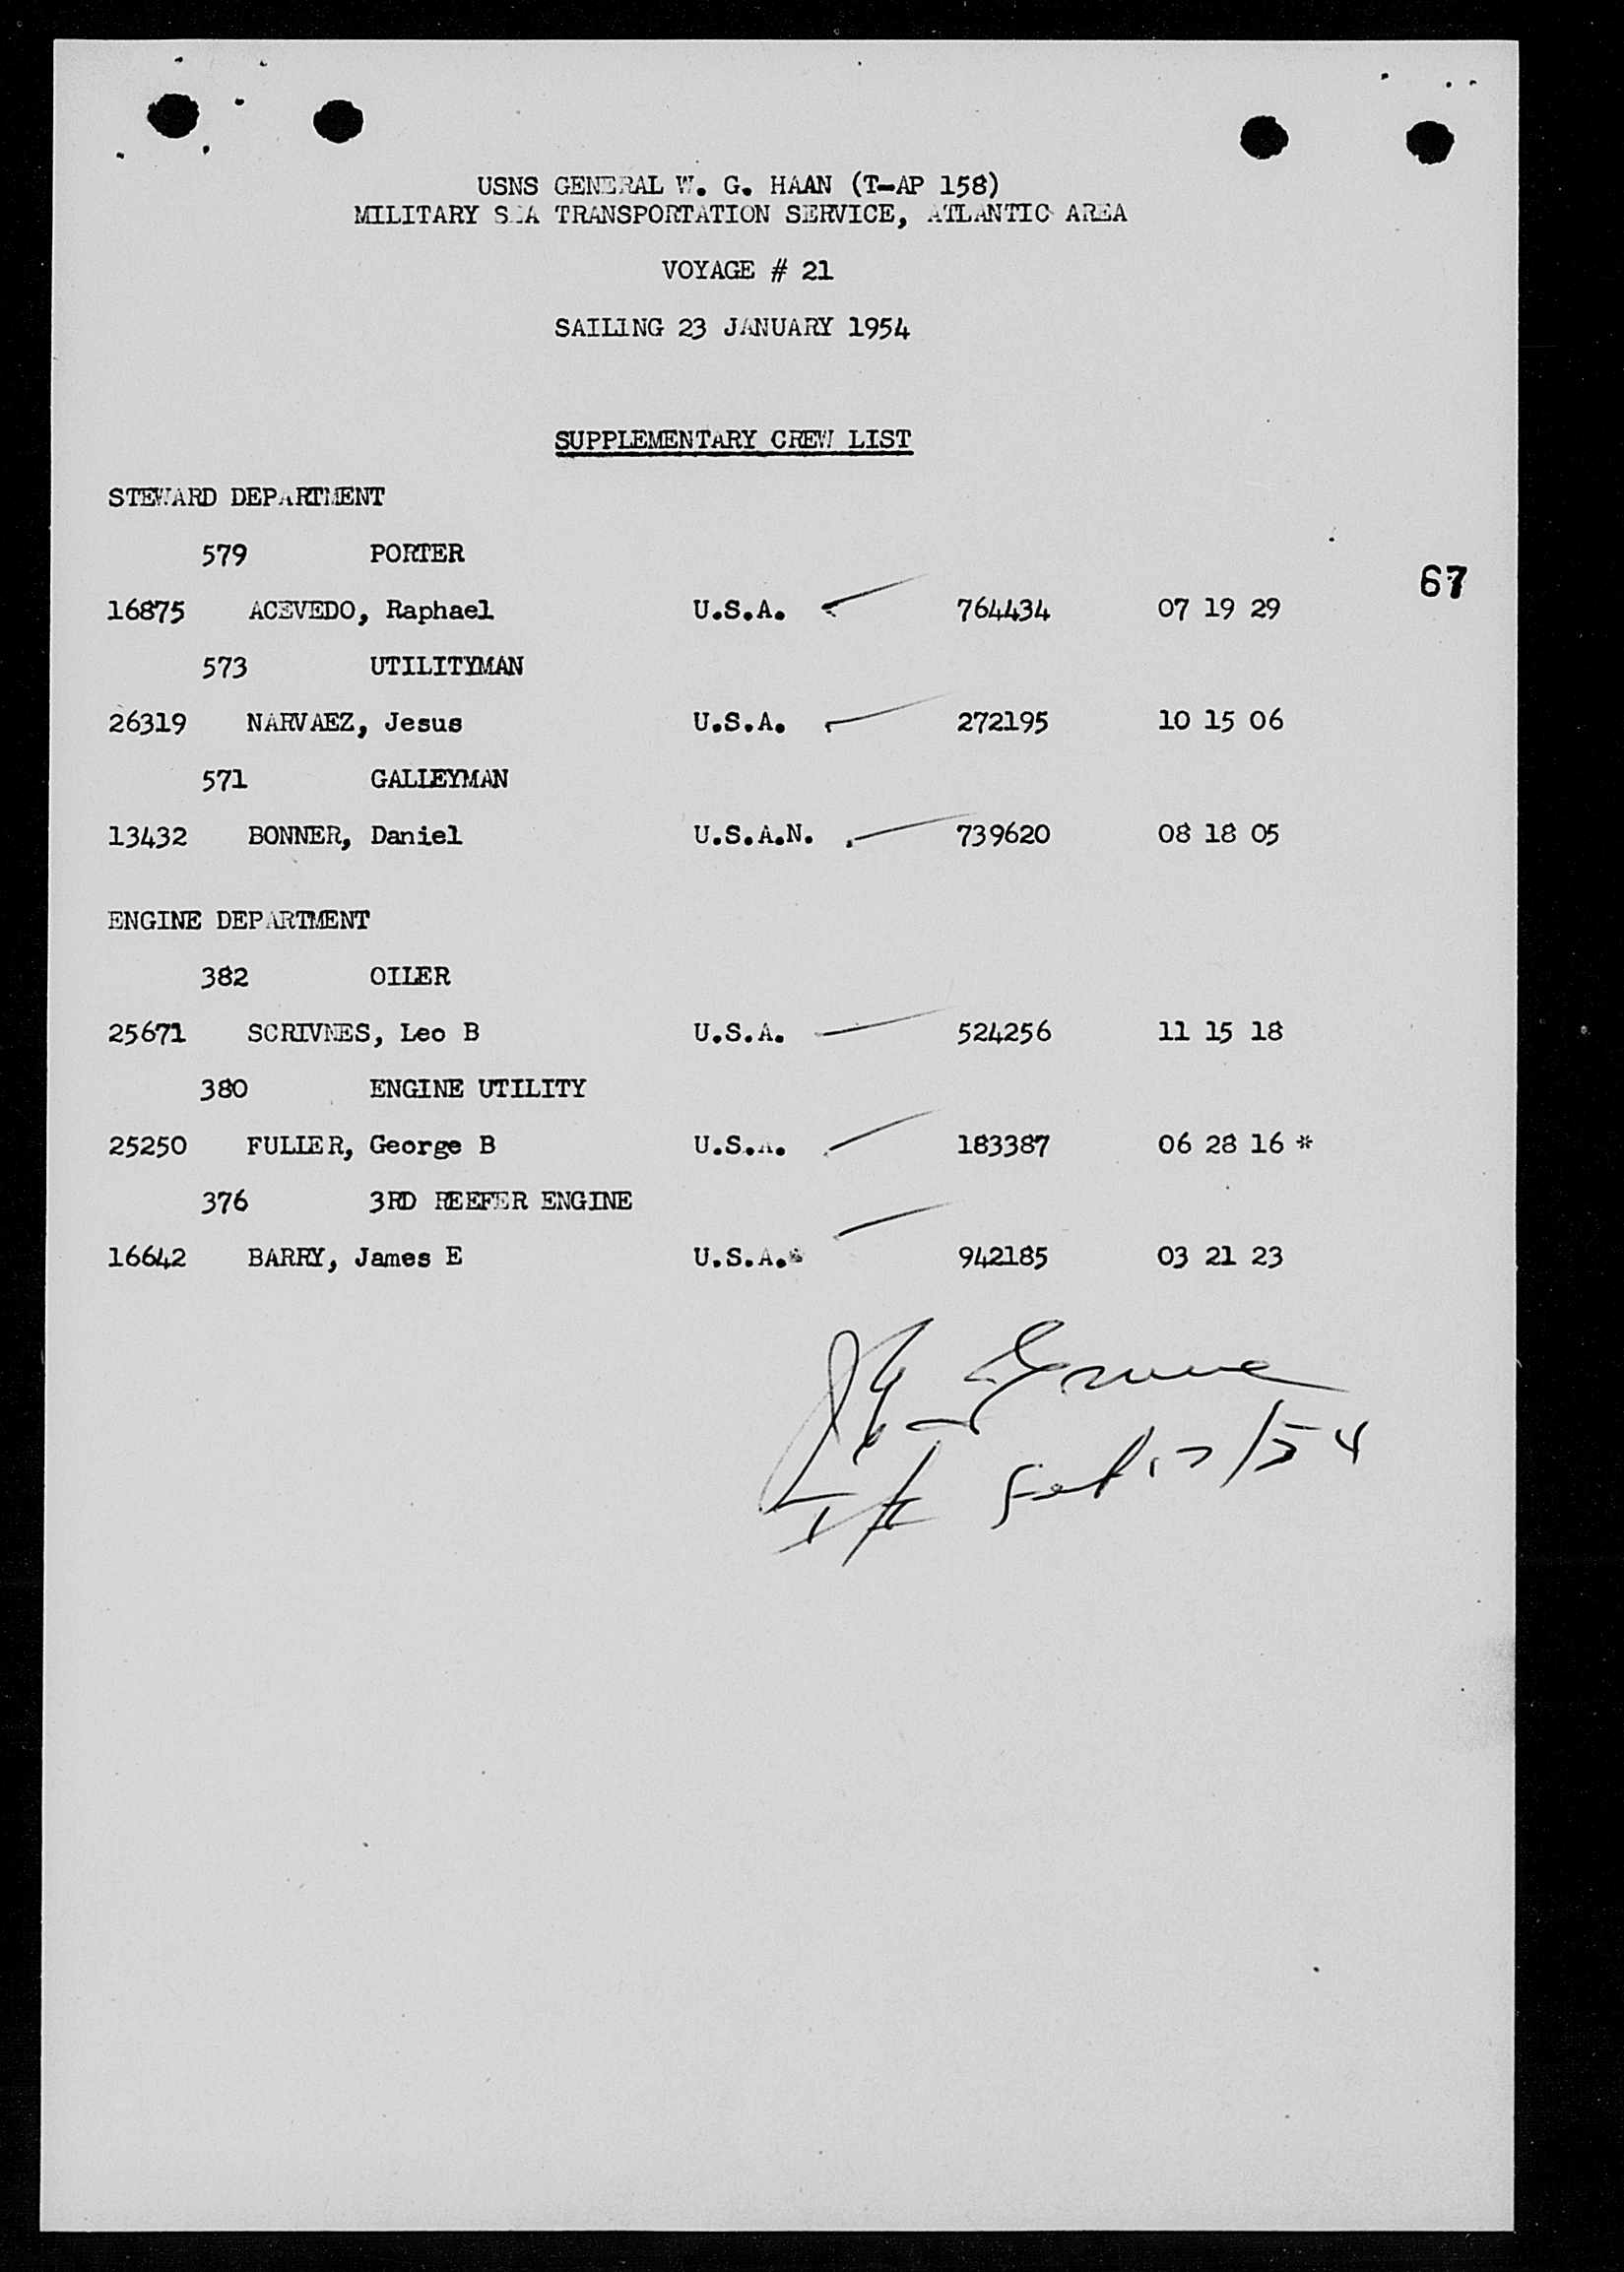 USNS GENERAL W. G. HAAN (T-AP 158)
MILITARY SEA TRANSPORTATION SERVICE, ATLANTIC AREA
VOYAGE # 21
SAILING 23 JANUARY 1954
SUPPLEMENTARY CREW LIST
STEWARD DEPARTMENT
579 PORTER
67
16875 ACEVEDO, Raphael U.S.A. 764434 07 19 29
573 UTILITYMAN
26319 NARVAEZ, Jesus U.S.A. 272195 10 15 06
571 GALLEYMAN
13432 BONNER, Daniel U.S.A.N. 739620 08 18 05
ENGINE DEPARTMENT
382 OILER
25671 SCRIVNES, Leo B U.S.A. 524256 11 15 18
380 ENGINE UTILITY
25250 FULLER, George B U.S.A. 183387 06 28 16 *
376 3RD REEFER ENGINE
16642 BARRY, James E U.S.A. 942185 03 21 23